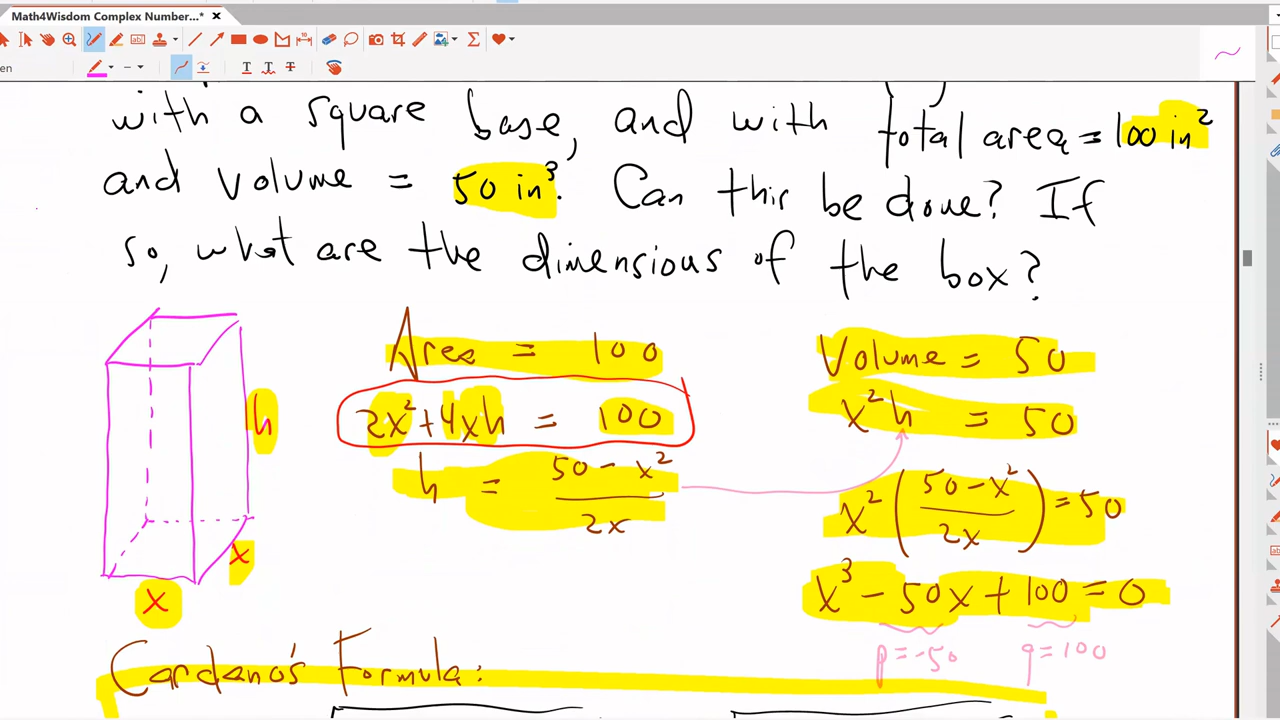 Math4Wisdom Complex Number...* ×
en
with a square base, and with total area = 100 in²
and volume = 50 in³. Can this be done? If
so, what are the dimensions of the box?
h
x
x
Area = 100
2x² + 4xh = 100
h = (50 - x²)/(2x)
Volume = 50
x²h = 50
x²((50 - x²)/(2x)) = 50
x³ - 50x + 100 = 0
p = -50 q = 100
Cardano's Formula: